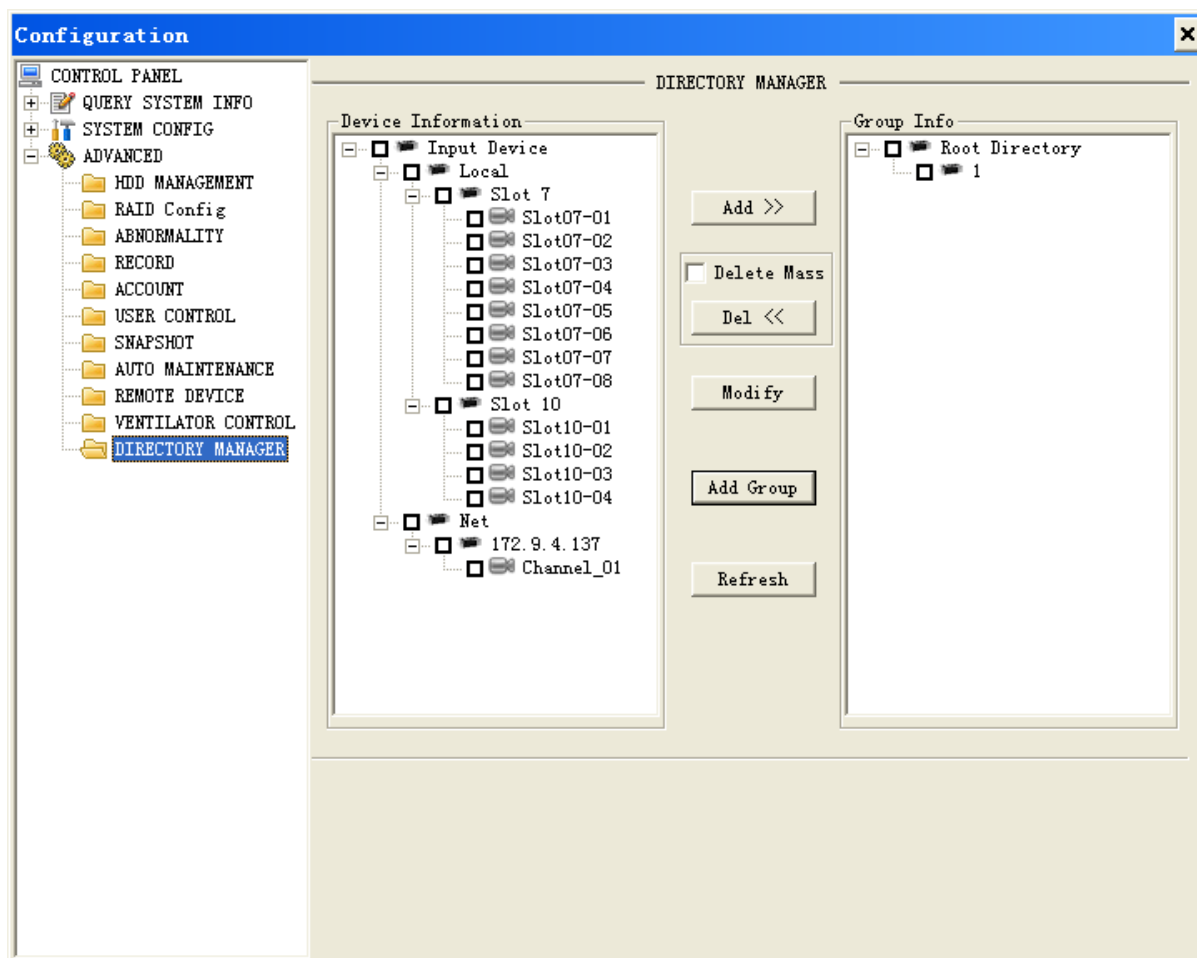 Configuration
CONTROL PANEL
QUERY SYSTEM INFO
SYSTEM CONFIG
ADVANCED
HDD MANAGEMENT
RAID Config
ABNORMALITY
RECORD
ACCOUNT
USER CONTROL
SNAPSHOT
AUTO MAINTENANCE
REMOTE DEVICE
VENTILATOR CONTROL
DIRECTORY MANAGER
DIRECTORY MANAGER
Device Information
Input Device
Local
Slot 7
Slot07-01
Slot07-02
Slot07-03
Slot07-04
Slot07-05
Slot07-06
Slot07-07
Slot07-08
Slot 10
Slot10-01
Slot10-02
Slot10-03
Slot10-04
Net
172.9.4.137
Channel_01
Add >>
Delete Mass
Del <<
Modify
Add Group
Refresh
Group Info
Root Directory
1